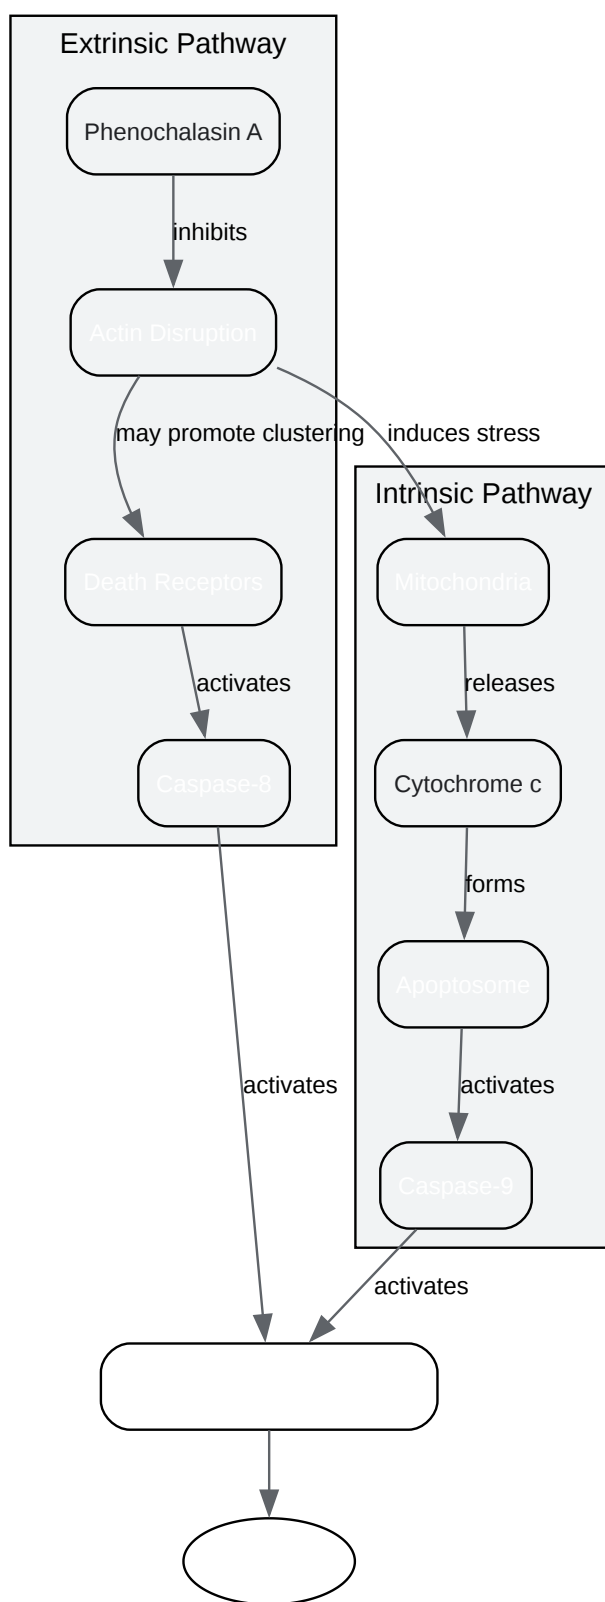 Extrinsic Pathway
Phenochalasin A
inhibits
Actin Disruption
may promote clustering
induces stress
Intrinsic Pathway
Death Receptors
Mitochondria
activates
releases
Caspase-8
Cytochrome c
forms
Apoptosome
activates
activates
Caspase-9
activates